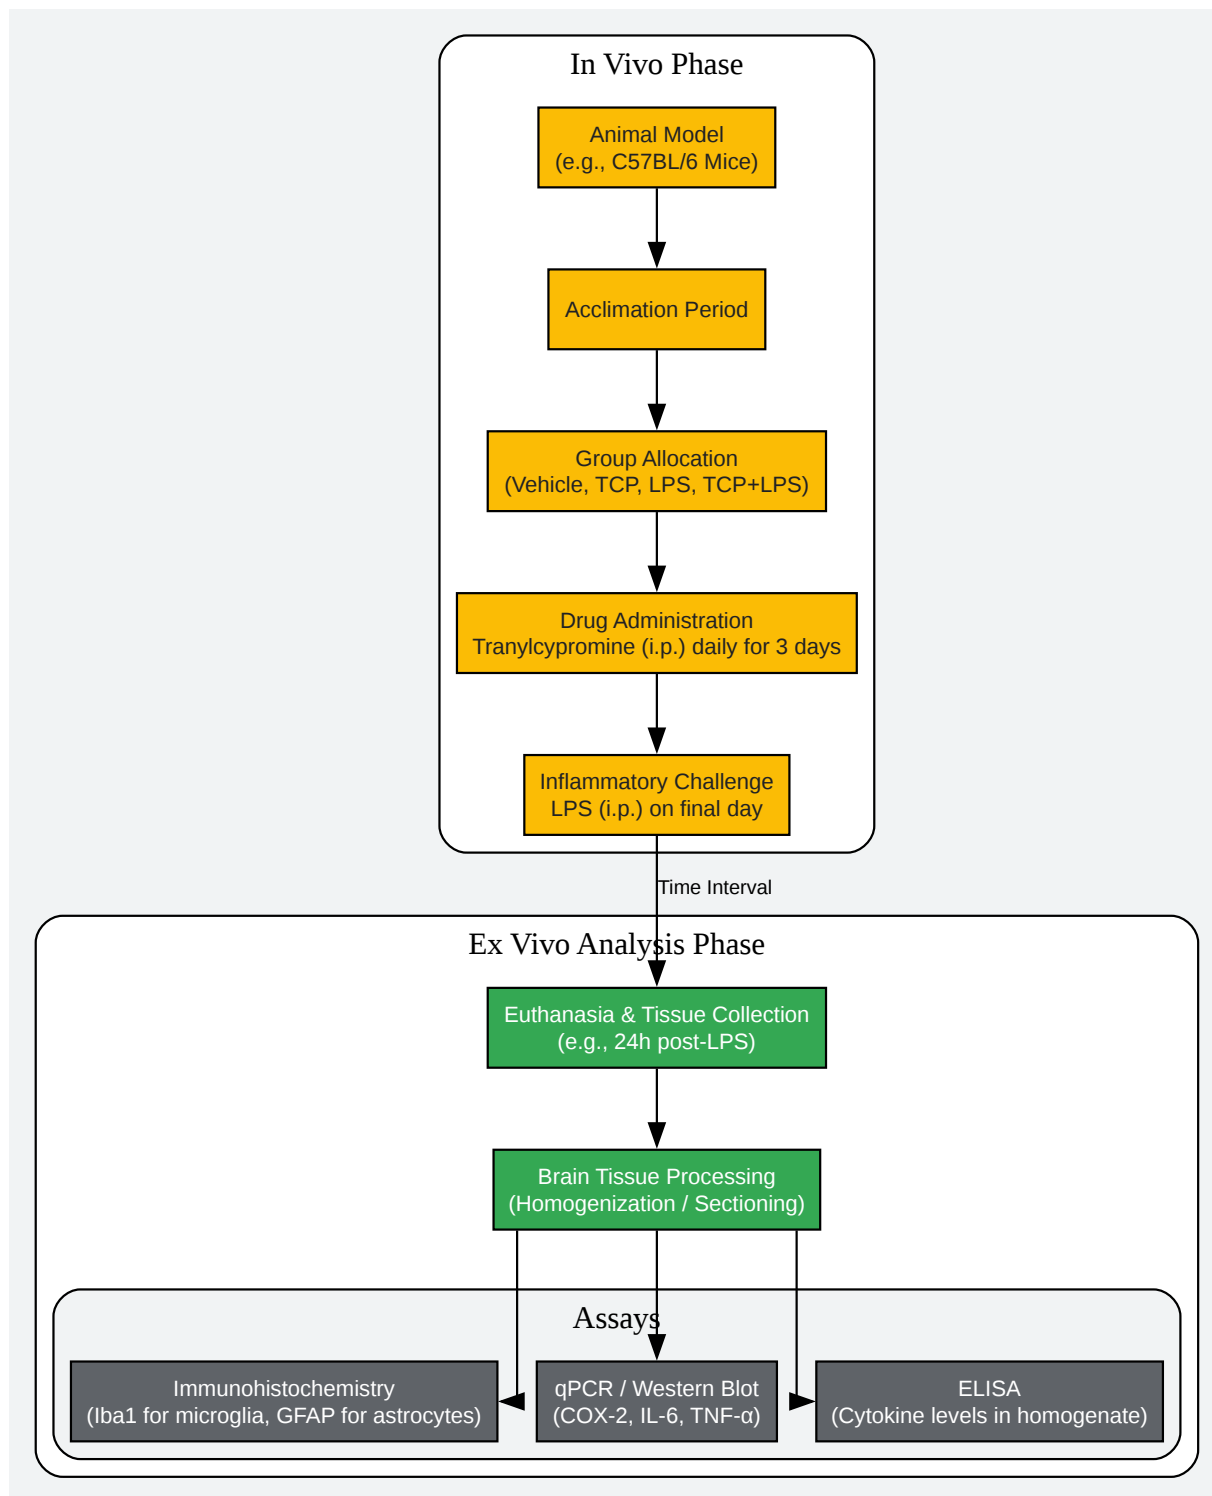 In Vivo Phase
Animal Model
(e.g., C57BL/6 Mice)
Acclimation Period
Group Allocation
(Vehicle, TCP, LPS, TCP+LPS)
Drug Administration
Tranylcypromine (i.p.) daily for 3 days
Inflammatory Challenge
LPS (i.p.) on final day
Time Interval
Ex Vivo Analysis Phase
Euthanasia & Tissue Collection
(e.g., 24h post-LPS)
Brain Tissue Processing
(Homogenization / Sectioning)
Assays
Immunohistochemistry
(Iba1 for microglia, GFAP for astrocytes)
qPCR / Western Blot
(COX-2, IL-6, TNF-α)
ELISA
(Cytokine levels in homogenate)